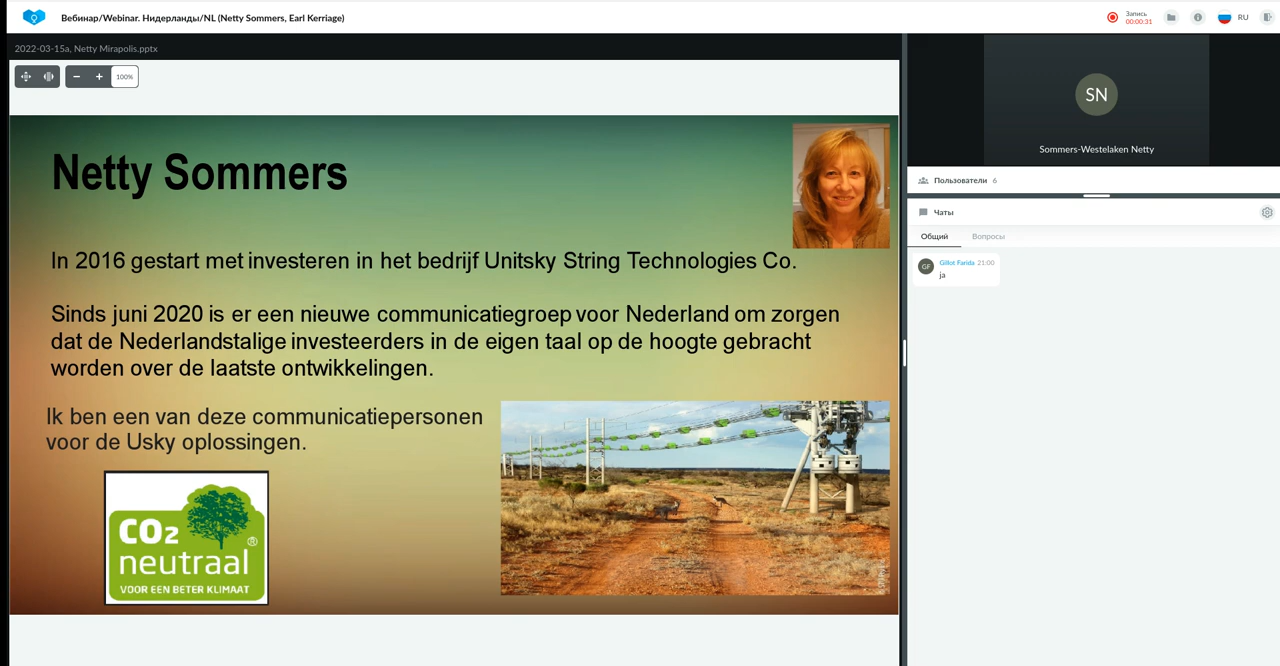 Вебинар/Webinar. Нидерланды/NL (Netty Sommers, Earl Kerriage)
Запись
00:00:31
RU
2022-03-15a, Netty Mirapolis.pptx
100%
Netty Sommers
In 2016 gestart met investeren in het bedrijf Unitsky String Technologies Co.
Sinds juni 2020 is er een nieuwe communicatiegroep voor Nederland om zorgen
dat de Nederlandstalige investeerders in de eigen taal op de hoogte gebracht
worden over de laatste ontwikkelingen.
Ik ben een van deze communicatiepersonen
voor de Usky oplossingen.
CO2
neutraal®
VOOR EEN BETER KLIMAAT
SN
Sommers-Westelaken Netty
Пользователи 6
Чаты
Общий Вопросы
GF Gillot Farida 21:00
ja